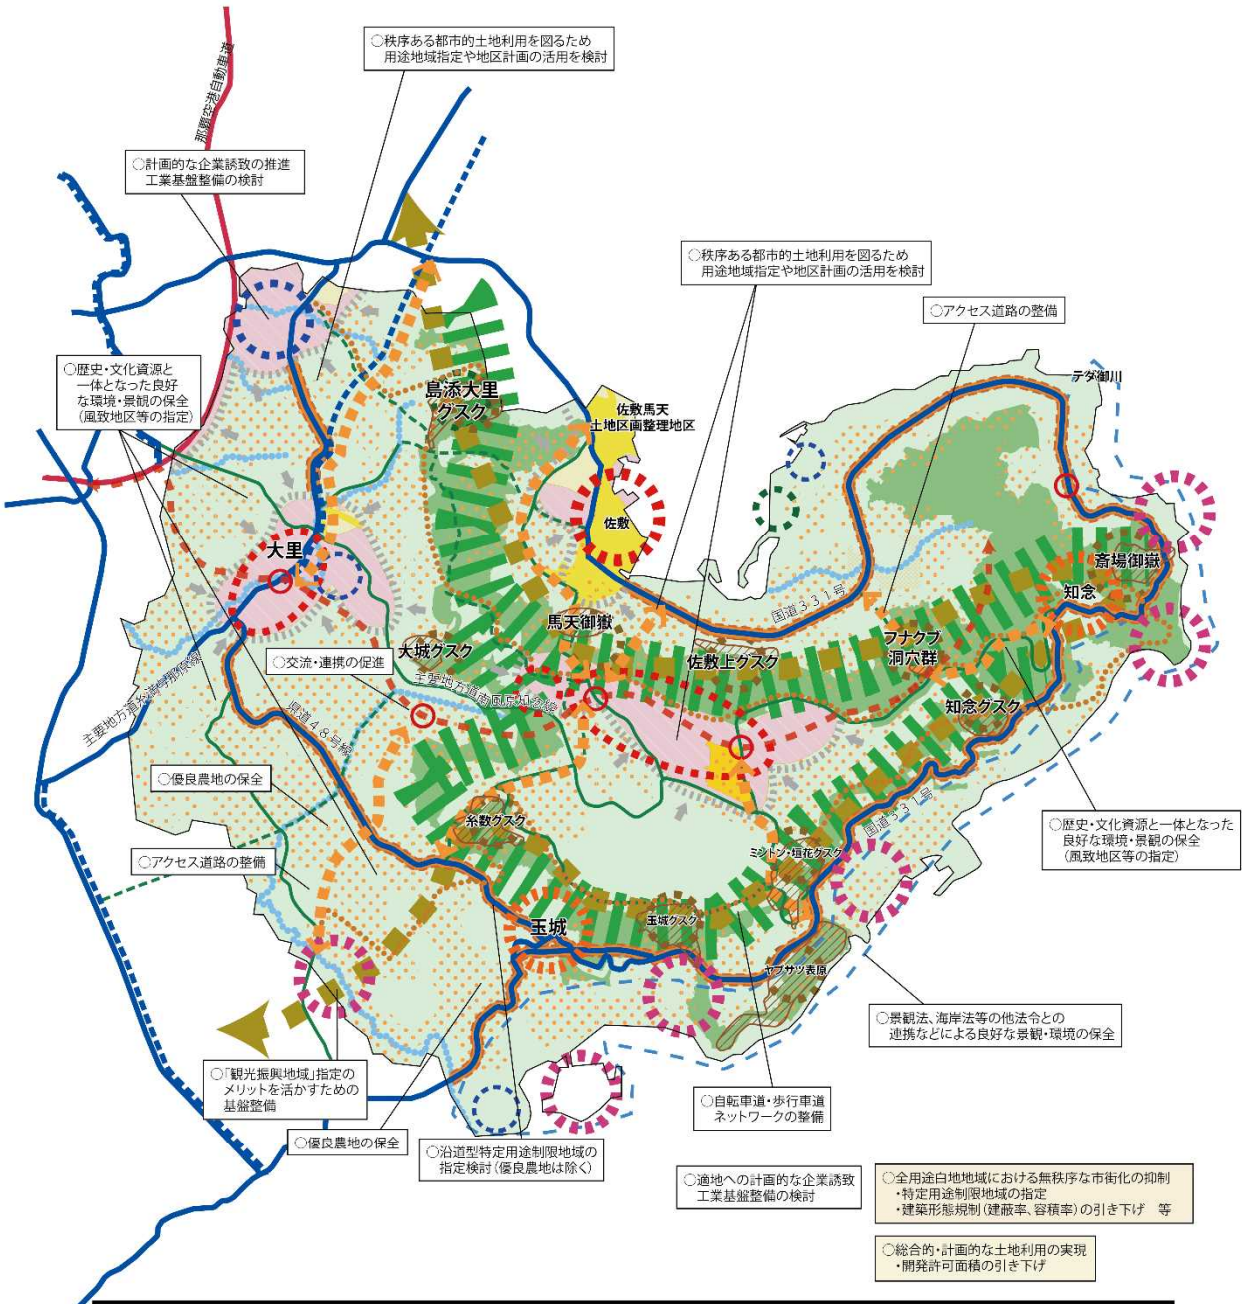 ○秩序ある都市的土地利用を図るため
用途地域指定や地区計画の活用を検討
那覇空港自動車道
○計画的な企業誘致の推進
工業基盤整備の検討
○秩序ある都市的土地利用を図るため
用途地域指定や地区計画の活用を検討
○アクセス道路の整備
○歴史・文化資源と
一体となった良好
な環境・景観の保全
(風致地区等の指定)
島添大里
グスク
佐敷馬天
土地区画整理地区
テダ御川
佐敷
大里
斎場御嶽
知念
国道331号
馬天御嶽
フナクブ
洞穴群
大城グスク
佐敷上グスク
○交流・連携の促進
主要地方道南風原知念線
主要地方道糸満与那原線
県道48号線
知念グスク
○優良農地の保全
国道331号
糸数グスク
○歴史・文化資源と一体となった
良好な環境・景観の保全
(風致地区等の指定)
ミントン・垣花グスク
○アクセス道路の整備
玉城
玉城グスク
ヤブサツ表原
○景観法、海岸法等の他法令との
連携などによる良好な景観・環境の保全
○「観光振興地域」指定の
メリットを活かすための
基盤整備
○自転車道・歩行車道
ネットワークの整備
○優良農地の保全
○沿道型特定用途制限地域の
指定検討(優良農地は除く)
○適地への計画的な企業誘致
工業基盤整備の検討
○全用途白地地域における無秩序な市街化の抑制
・特定用途制限地域の指定
・建築形態規制(建蔽率、容積率)の引き下げ 等
○総合的・計画的な土地利用の実現
・開発許可面積の引き下げ